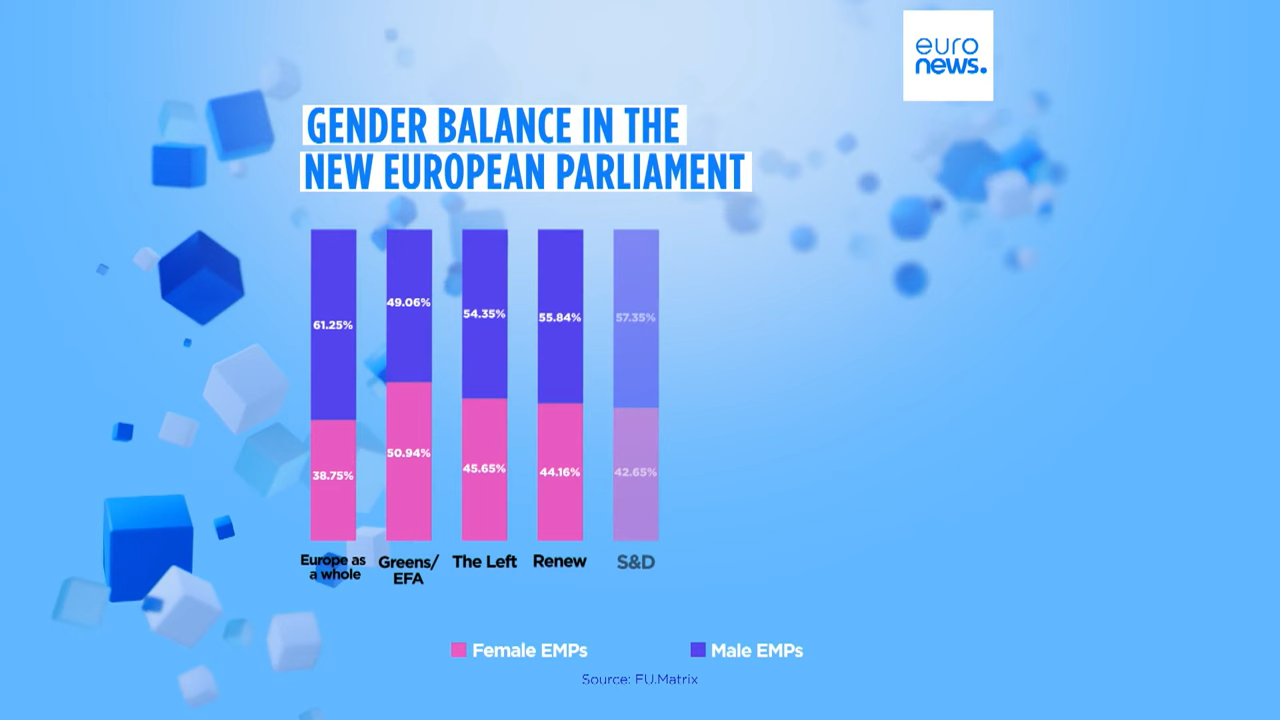 euro
news.
GENDER BALANCE IN THE
NEW EUROPEAN PARLIAMENT
61.25%
49.06%
54.35%
55.84%
57.35%
38.75%
50.94%
45.65%
44.16%
42.65%
Europe as
a whole
Greens/
EFA
The Left
Renew
S&D
Female EMPs
Male EMPs
Source: EU.Matrix